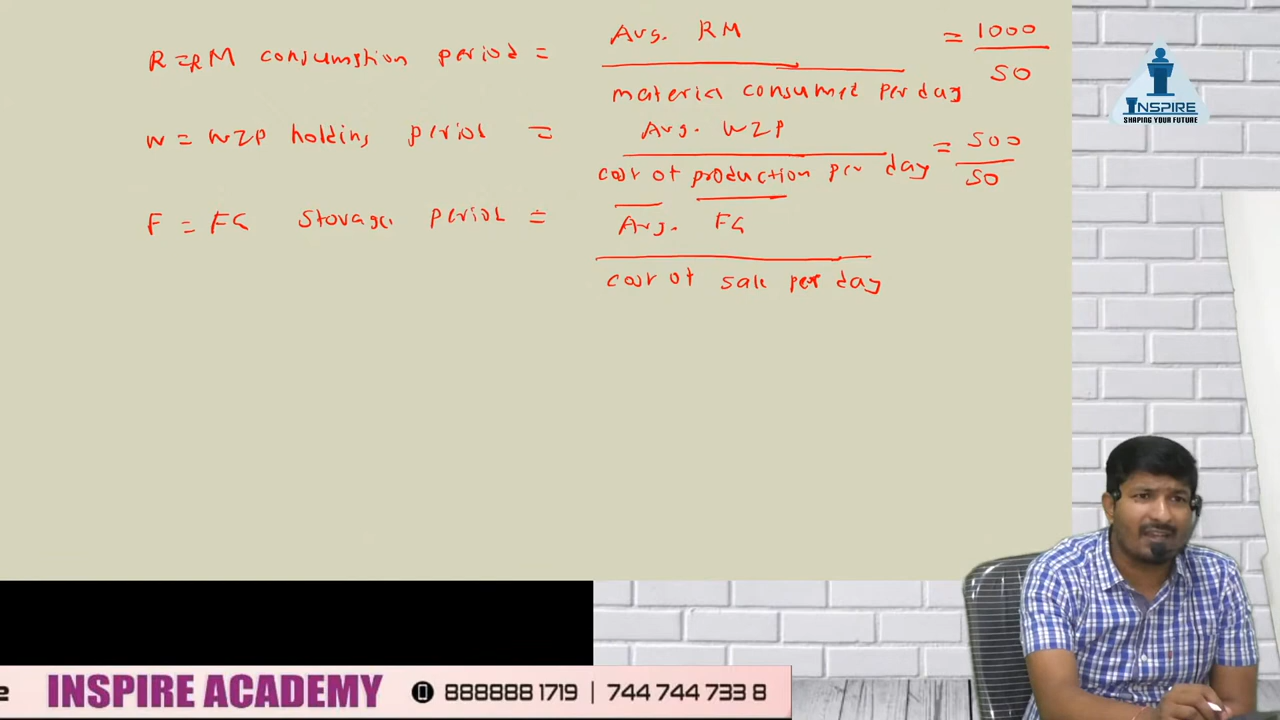 Avg. RM
R = RM consumption period = = 1000 / 50
material consumed per day
W = WIP holding period = Avg. WIP = 500 / 50
cost of production per day
F = FG storage period = Avg. FG
cost of sale per day
INSPIRE
SHAPING YOUR FUTURE
e INSPIRE ACADEMY 888888 1719 | 744 744 733 8